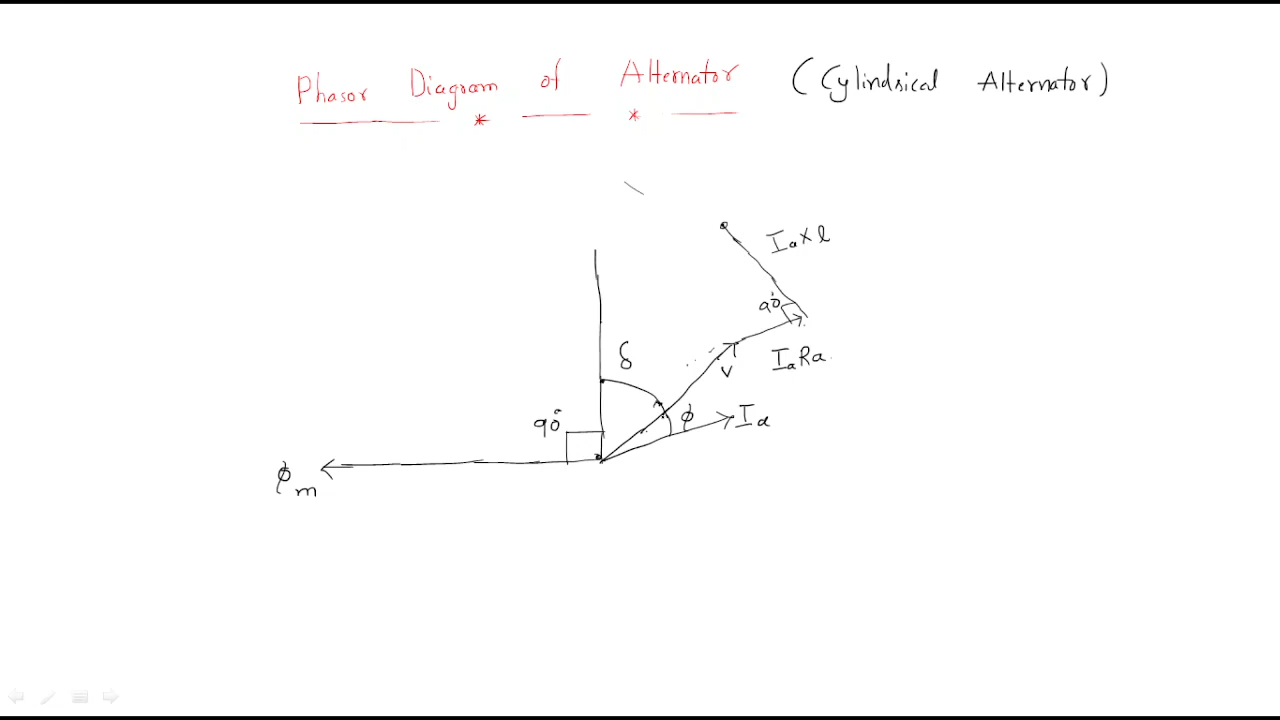 Phasor Diagram of Alternator (Cylindrical Alternator)
IaXl
90°
δ
IaRa
V
90°
ϕ
Ia
ϕm